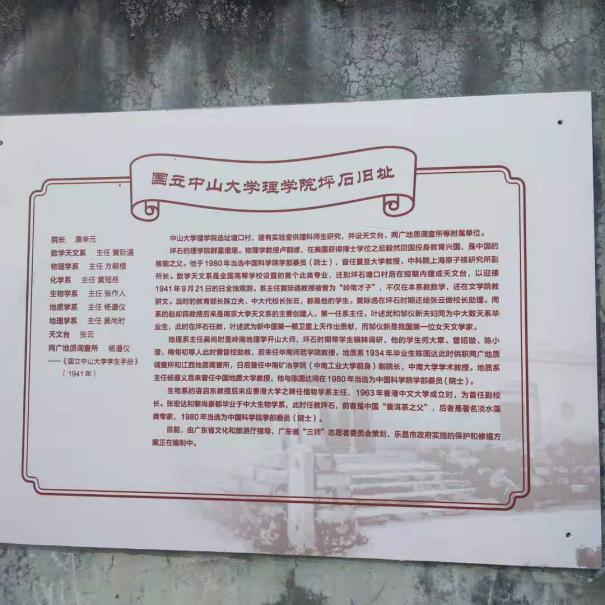 国立中山大学理学院坪石旧址
院长 康辛元
数学天文系 主任 黄际遇
物理学系 主任 方嗣㮤
化学系 主任 黄冠岳
生物学系 主任 张作人
地质学系 主任 杨遵仪
地理学系 主任 吴尚时
天文台 张云
两广地质调查所 杨遵仪
——《国立中山大学学生手册》
（1941年）
中山大学理学院选址塘口村，建有实验室供理科师生研究，并设天文台、两广地质调查所等附属单位。
坪石的理学院群星熠熠。物理学教授卢鹤绂，在美国获得博士学位之后毅然回国投身教育兴国，是中国的
核能之父，他于1980年当选中国科学院学部委员（院士），曾任复旦大学教授、中科院上海原子核研究所副
所长。数学天文系是全国高等学校设置的首个此类专业，迁到坪石塘口村后在短期内建成天文台，以迎接
1941年9月21日的日全蚀观测，系主任黄际遇教授被誉为“岭南才子”，不仅在本系教数学，还在文学院教
骈文。当时的教育部长陈立夫、中大代校长张云，都是他的学生，黄际遇在坪石时期还给张云做校长助理。同
系的赵却民教授后来是南京大学天文系的主要创建人、第一任系主任。叶述武和邹仪新夫妇同为中大数天系毕
业生，此时在坪石任教，叶述武为新中国第一颗卫星上天作出贡献，而邹仪新是我国第一位女天文学家。
地理系主任吴尚时是岭南地理学开山大师，坪石时期带学生编辑调研，他的学生何大章、曾昭璇、陈小
澄、梅甸初等人此时曾留校助教，后来任华南师范学院教授。地质系1934年毕业生陈国达此时供职两广地质
调查所和江西地质调查所，日后曾任中南矿冶学院（中南工业大学前身）副院长，中南大学学术教授。地质系
主任杨遵义后来曾任中国地质大学教授，他与陈国达同在1980年当选为中国科学院学部委员（院士）。
生物系的容启东教授后来应香港大学之聘任植物学系主任，1963年香港中文大学成立时，为首任副校
长。张宏达和黎尚豪都毕业于中大生物学系，此时任教坪石，前者是中国“普洱茶之父”，后者是著名淡水藻
类专家，1980年当选为中国科学院学部委员（院士）。
目前，由广东省文化和旅游厅指导，广东省“三师”志愿者委员会策划，乐昌市政府实施的保护和修缮方
案正在编制中。